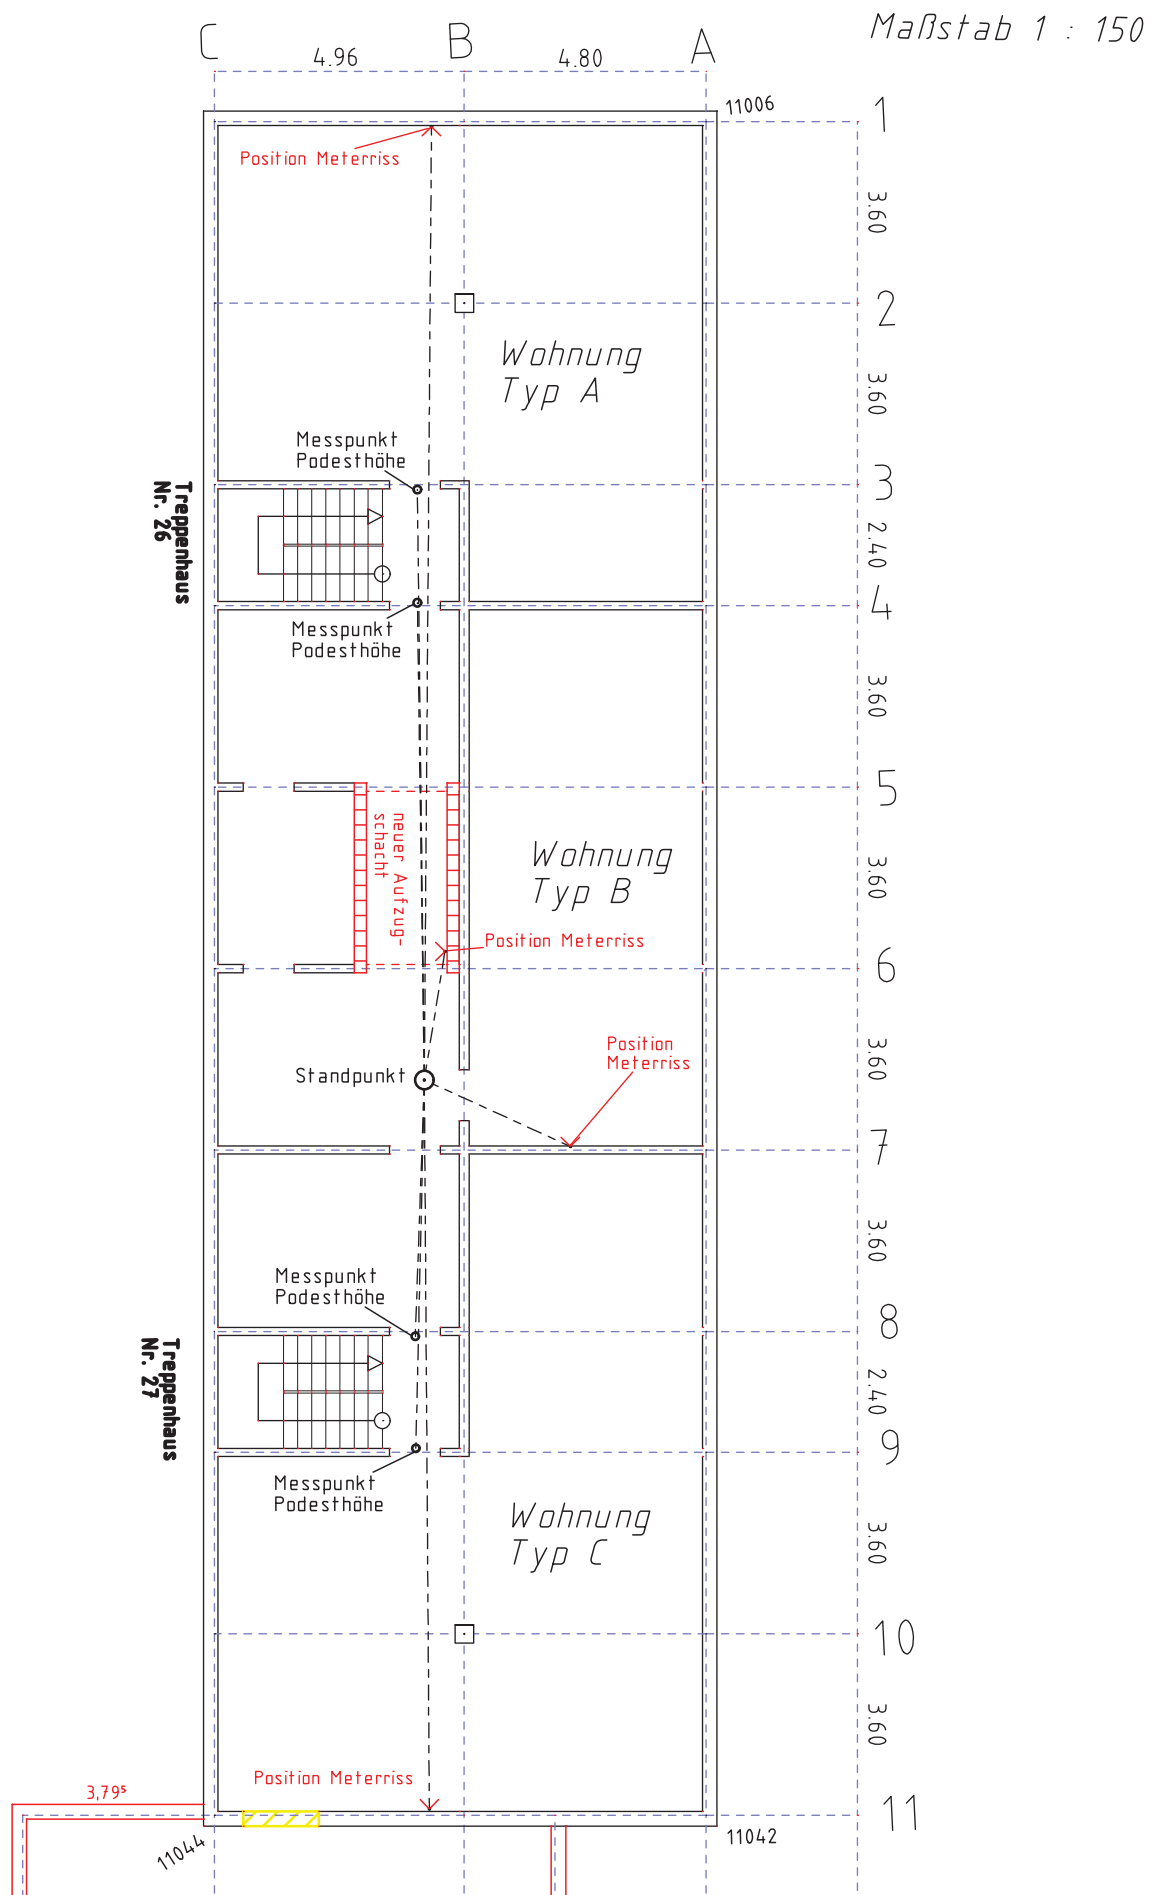 Maßstab 1 : 150
C
B
A
4.96
4.80
11006
1
Position Meterriss
3.60
2
Wohnung
Typ A
3.60
Messpunkt
Podesthöhe
3
Treppenhaus
Nr. 26
2.40
4
Messpunkt
Podesthöhe
3.60
5
neuer Aufzug-
schacht
Wohnung
Typ B
3.60
Position Meterriss
6
Position
Meterriss
3.60
Standpunkt
7
3.60
Messpunkt
Podesthöhe
8
Treppenhaus
Nr. 27
2.40
9
Messpunkt
Podesthöhe
Wohnung
Typ C
3.60
10
3.60
Position Meterriss
3,79⁵
11
11044
11042